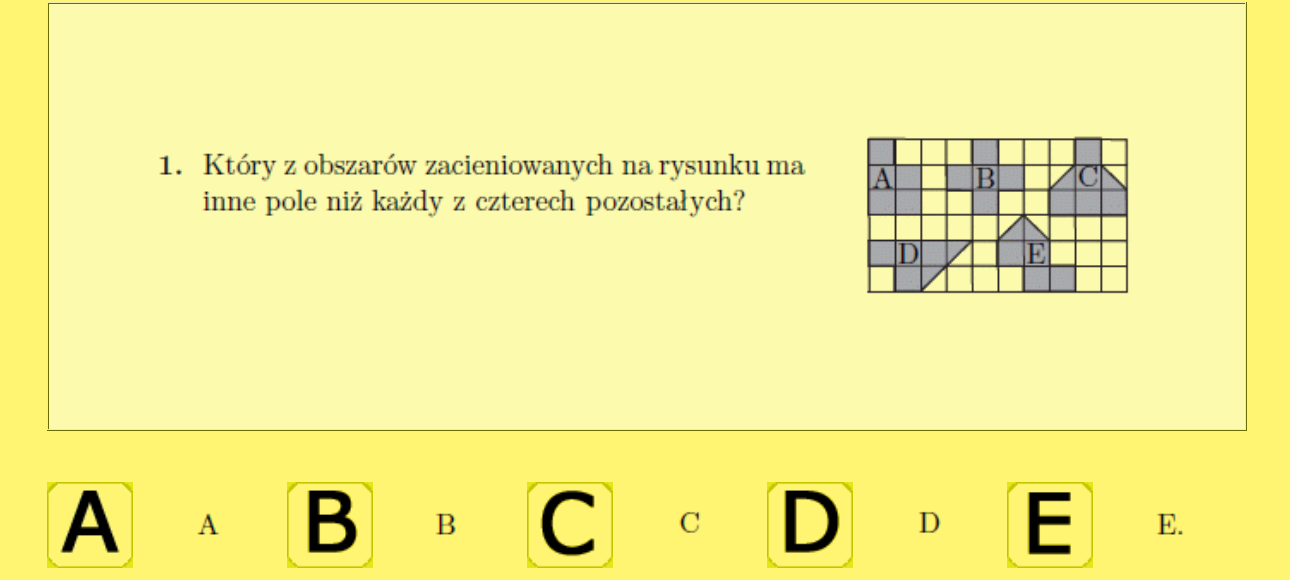 1. Który z obszarów zacieniowanych na rysunku ma
inne pole niż każdy z czterech pozostałych?
A B C
D E
A A B B C C D D E E.